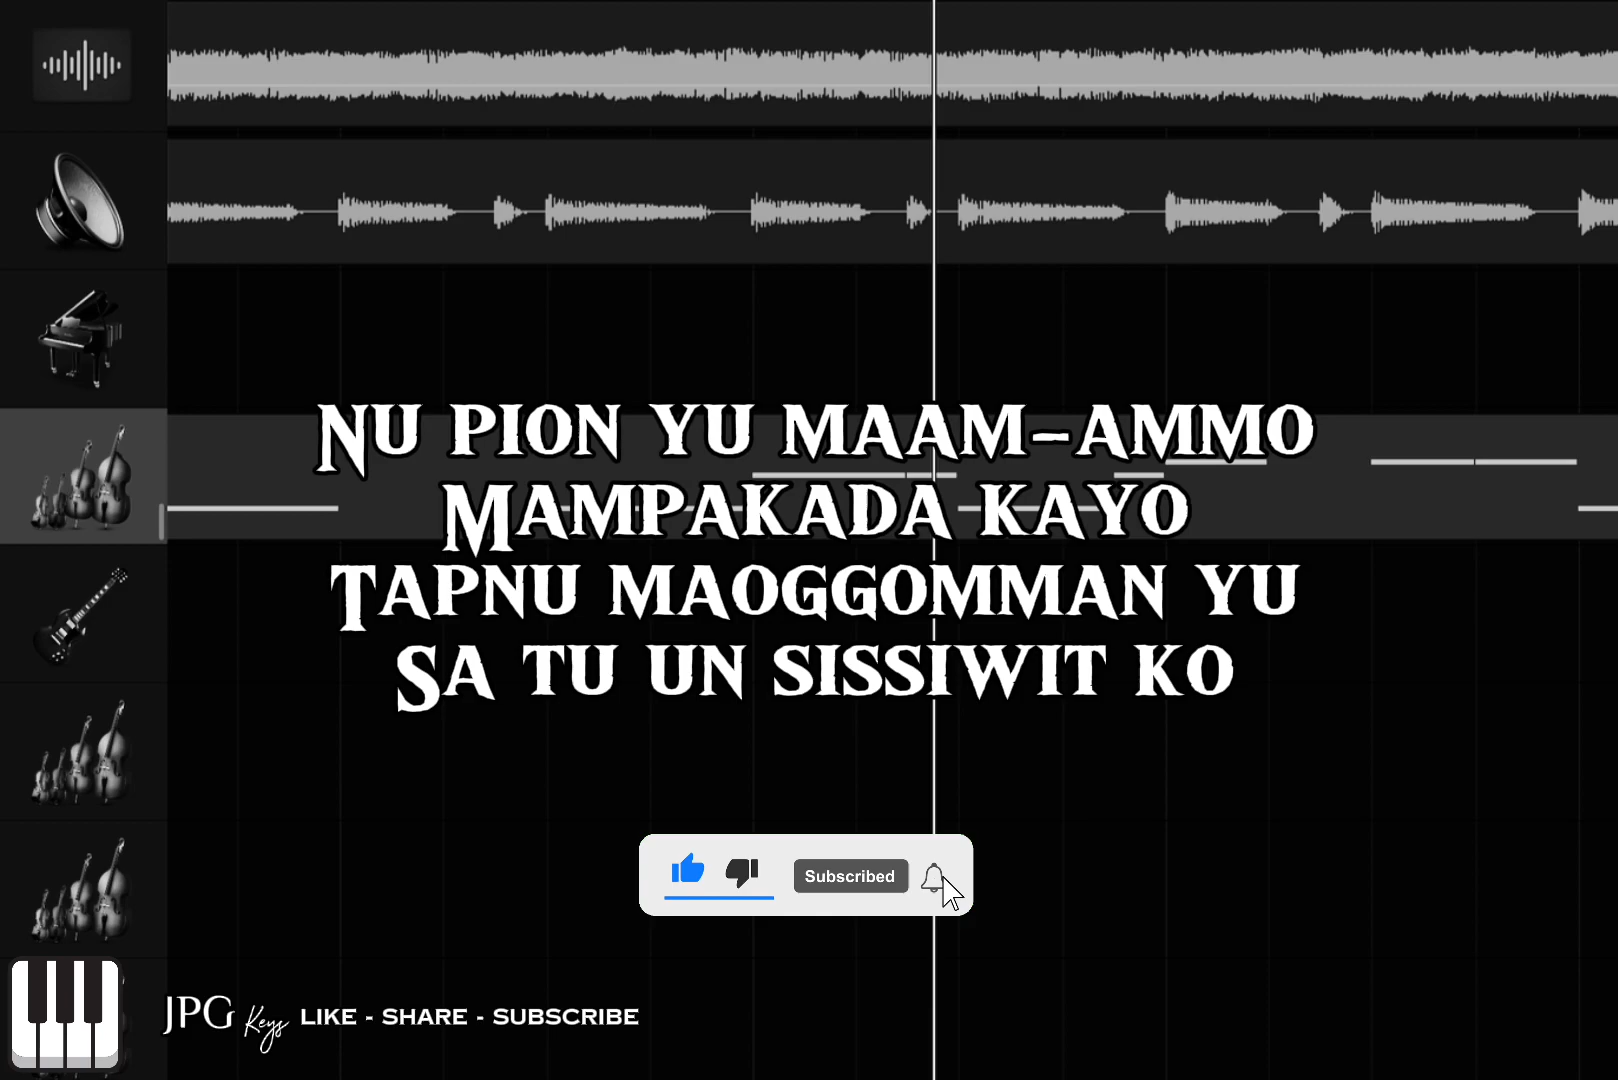 Nu pion yu maam-ammo
Mampakada kayo
Tapnu maoggomman yu
Sa tu un sissiwit ko
Subscribed
JPG Keys LIKE - SHARE - SUBSCRIBE